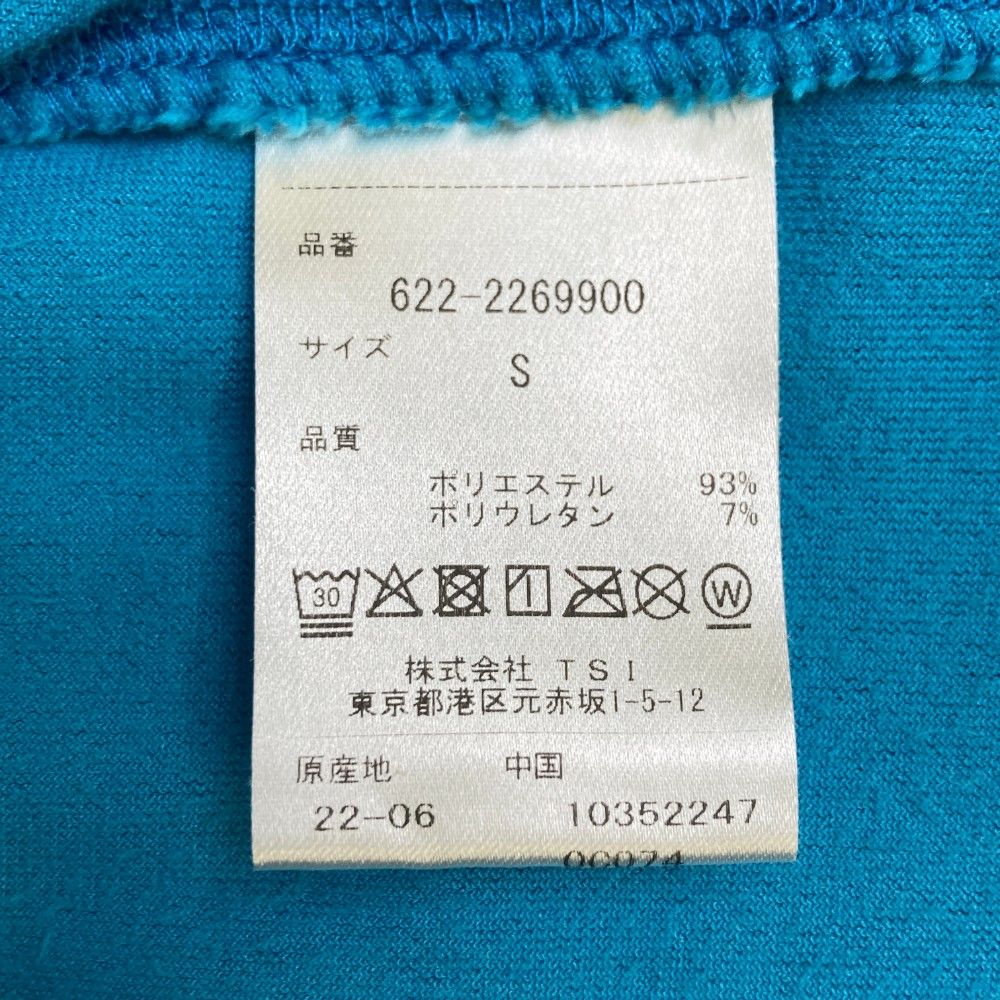 品番
622-2269900
サイズ
S
品質
ポリエステル 93%
ポリウレタン 7%
30 W
株式会社 TSI
東京都港区元赤坂1-5-12
原産地 中国
22-06 10352247